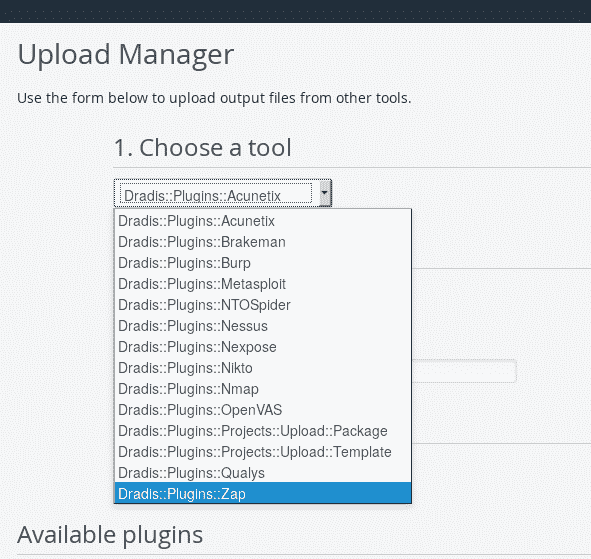 Upload Manager
Use the form below to upload output files from other tools.
1. Choose a tool
Dradis::Plugins::Acunetix
Dradis::Plugins::Acunetix
Dradis::Plugins::Brakeman
Dradis::Plugins::Burp
Dradis::Plugins::Metasploit
Dradis::Plugins::NTOSpider
Dradis::Plugins::Nessus
Dradis::Plugins::Nexpose
Dradis::Plugins::Nikto
Dradis::Plugins::Nmap
Dradis::Plugins::OpenVAS
Dradis::Plugins::Projects::Upload::Package
Dradis::Plugins::Projects::Upload::Template
Dradis::Plugins::Qualys
Dradis::Plugins::Zap
Available plugins